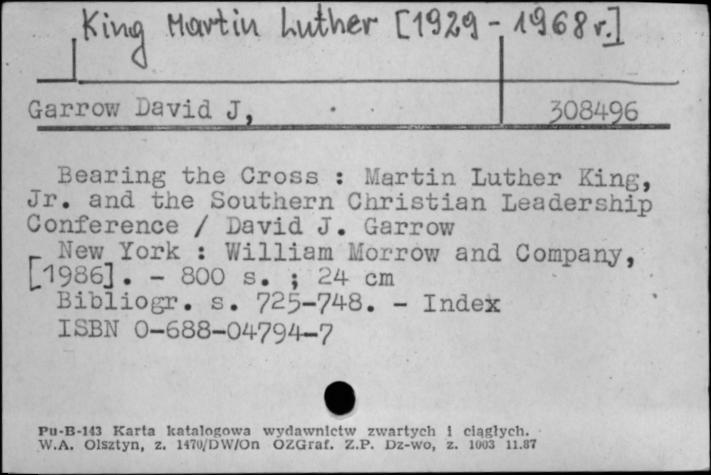 King Martin Luther [1929 - 1968 r.]
Garrow David J, 308496
Bearing the Cross : Martin Luther King,
Jr. and the Southern Christian Leadership
Conference / David J. Garrow
New York : William Morrow and Company,
[1986]. - 800 s. ; 24 cm
Bibliogr. s. 725-748. - Index
ISBN 0-688-04794-7
Pu-B-143 Karta katalogowa wydawnictw zwartych i ciągłych.
W.A. Olsztyn, z. 1470/DW/On OZGraf. Z.P. Dz-wo, z. 1003 11.87